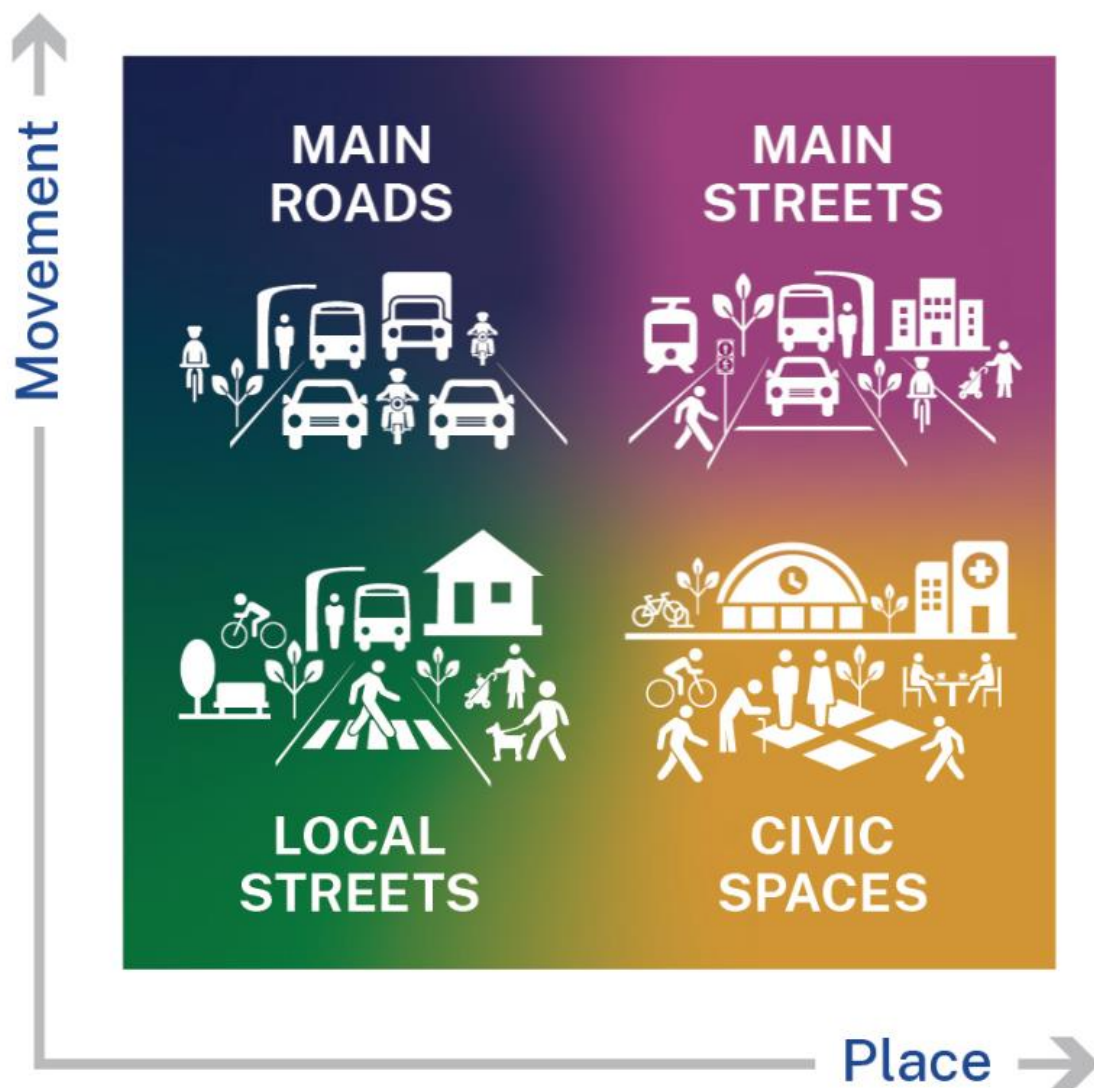 Movement
MAIN
ROADS
MAIN
STREETS
LOCAL
STREETS
CIVIC
SPACES
Place